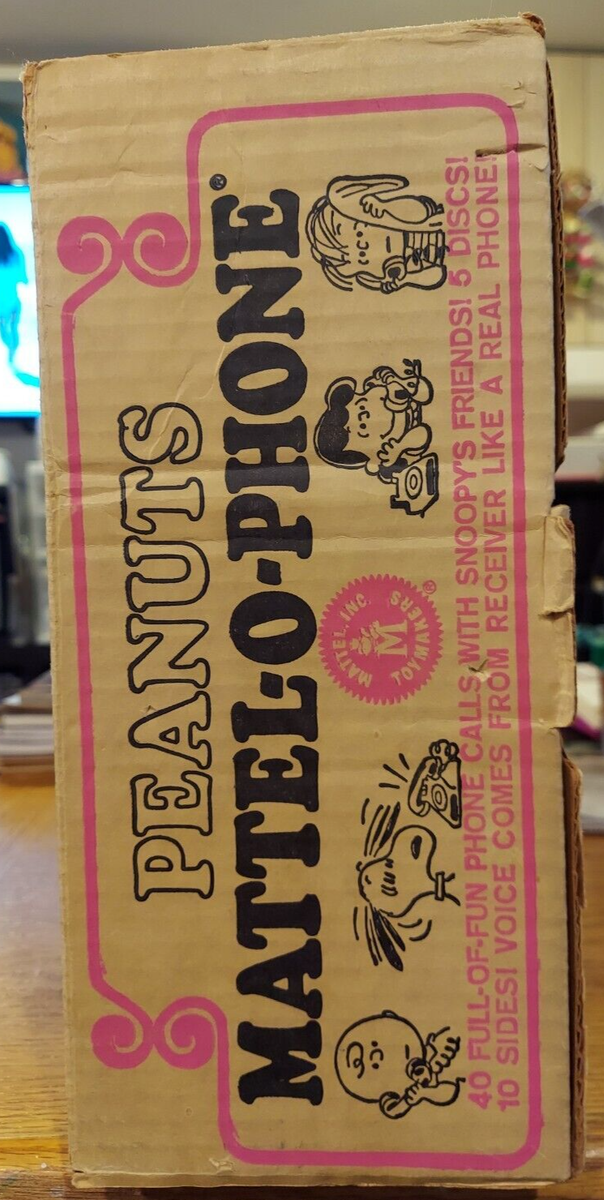 PEANUTS
MATTEL-O-PHONE®
MATTEL, INC.
M
TOYMAKERS
®
40 FULL-OF-FUN PHONE CALLS WITH SNOOPY'S FRIENDS! 5 DISCS!
10 SIDES! VOICE COMES FROM RECEIVER LIKE A REAL PHONE!